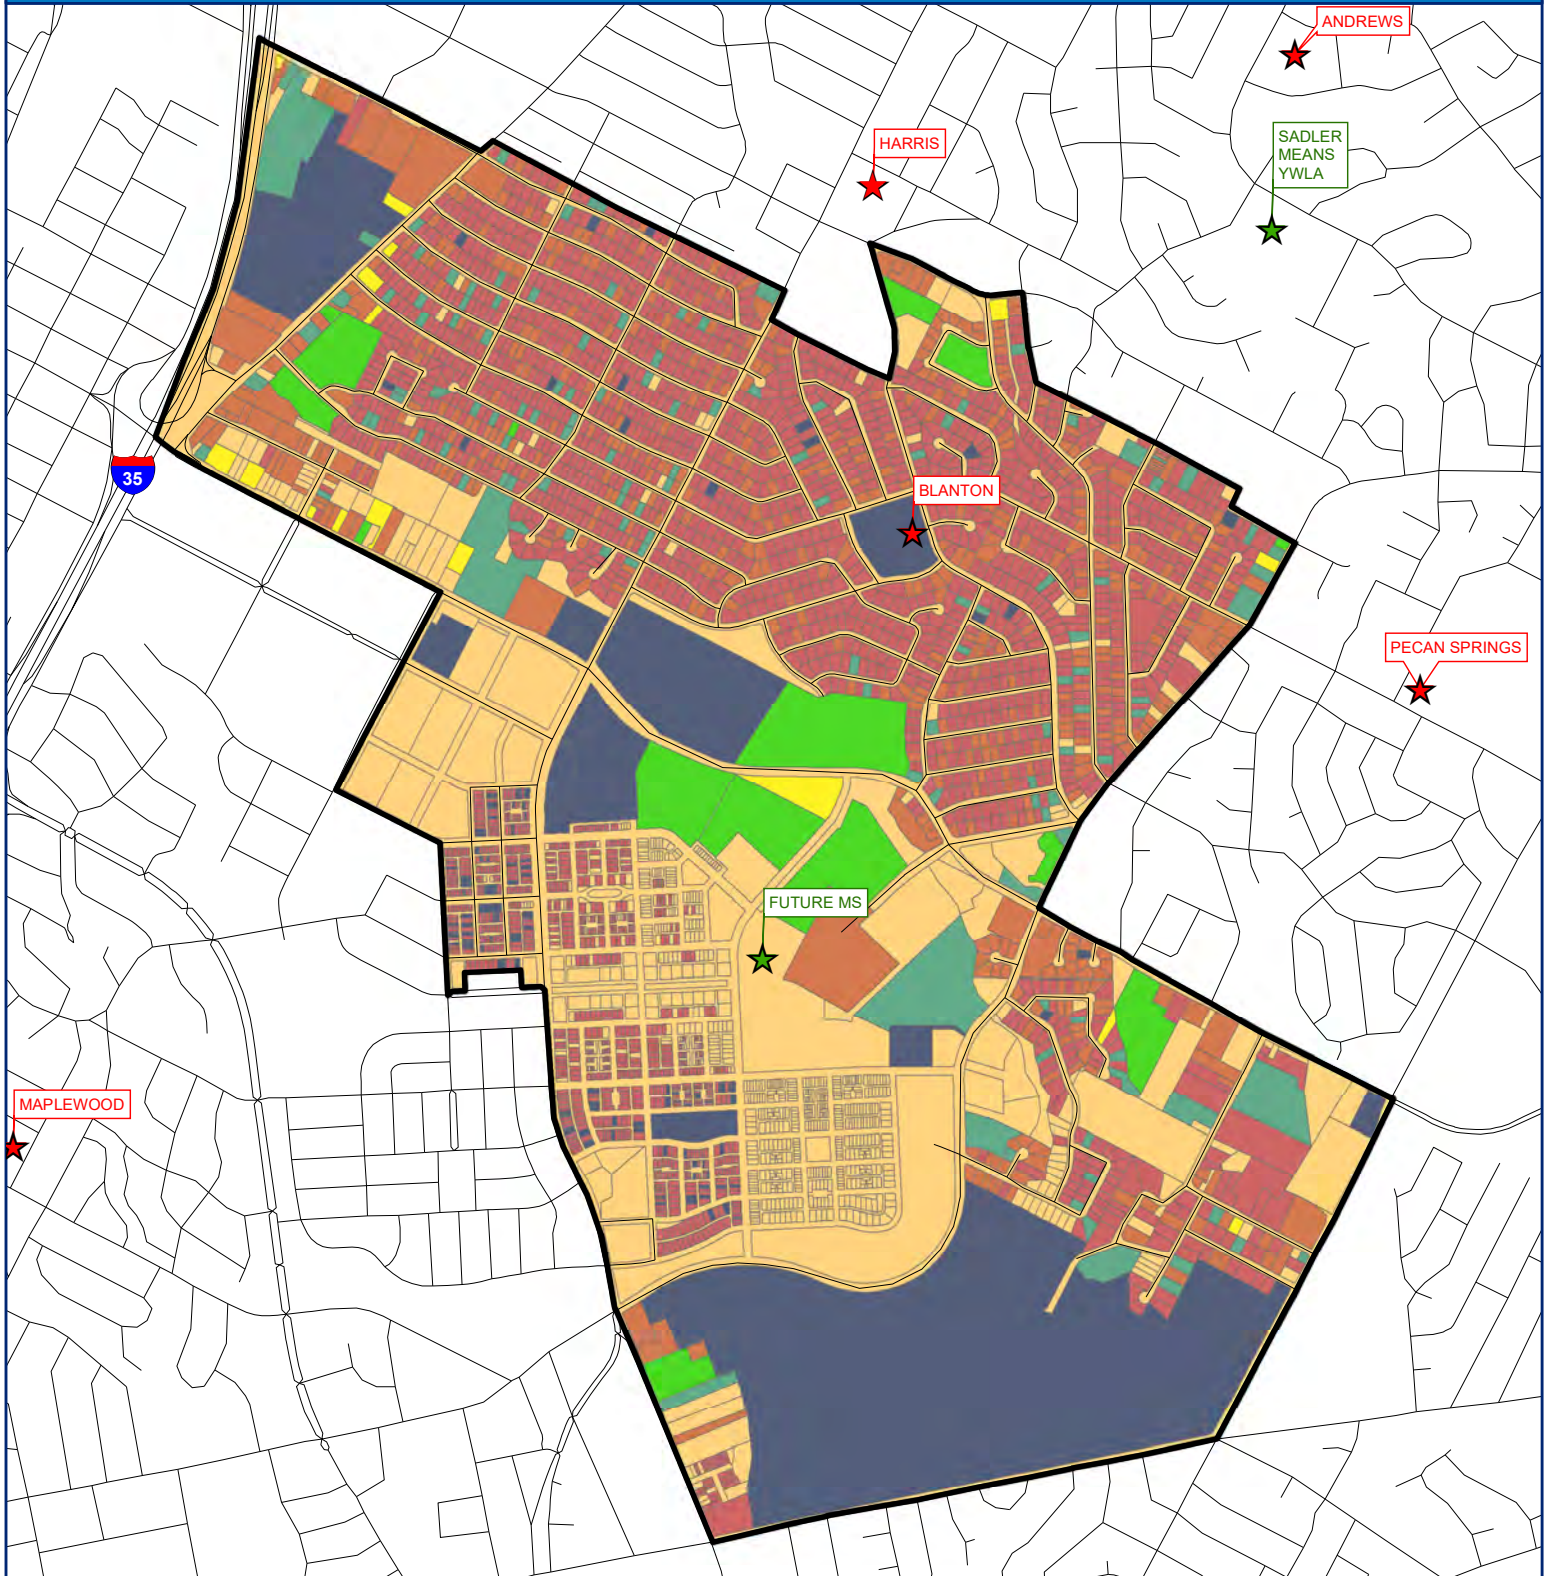 ANDREWS
HARRIS
SADLER
MEANS
YWLA
35
BLANTON
PECAN SPRINGS
FUTURE MS
MAPLEWOOD